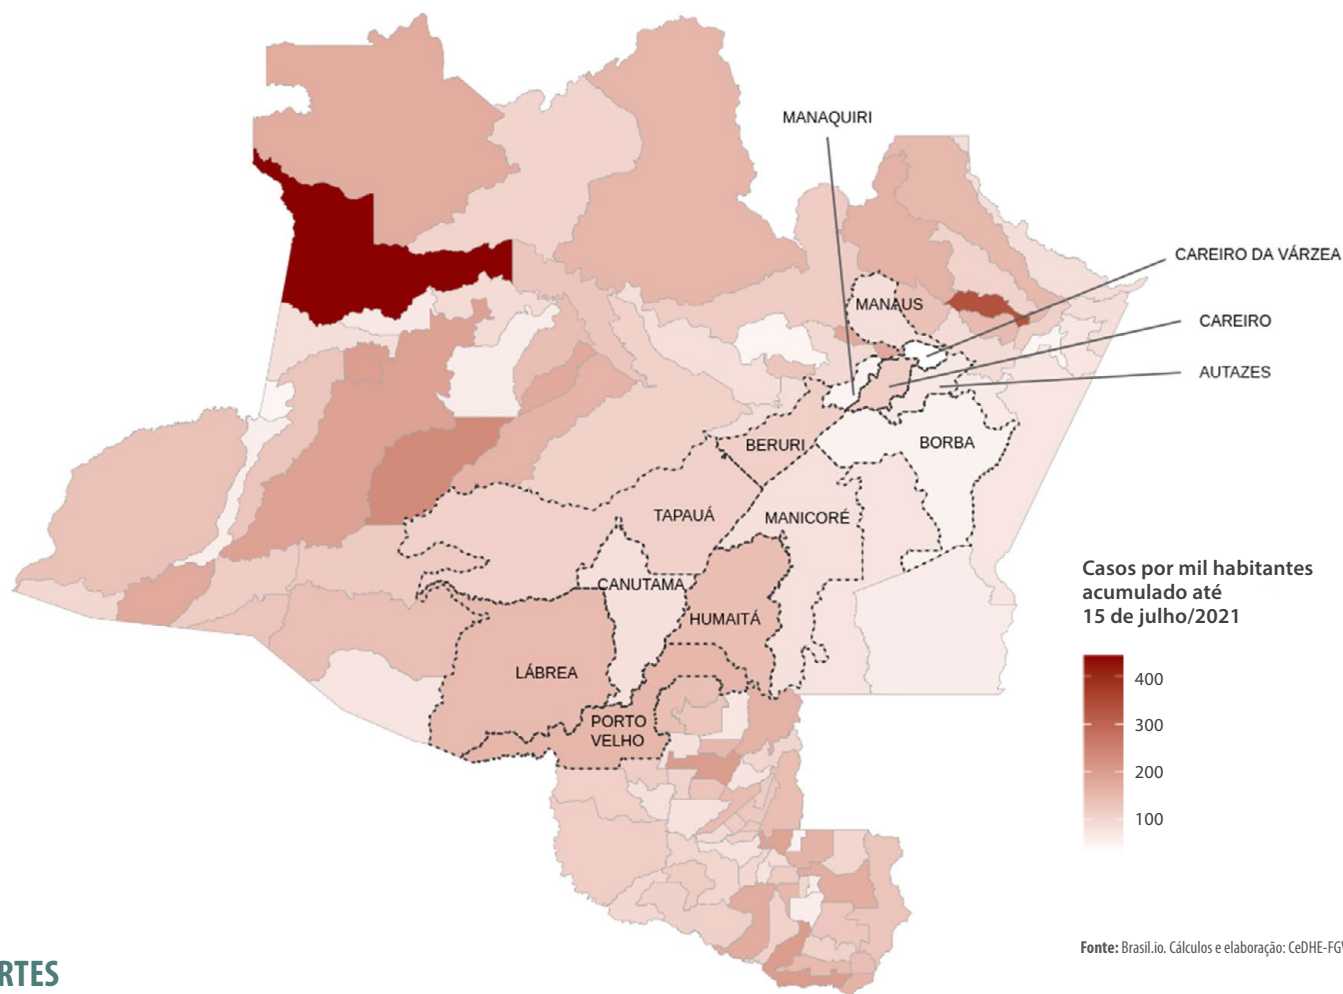 MANAQUIRI
CAREIRO DA VÁRZEA
MANAUS
CAREIRO
AUTAZES
BERURI
BORBA
TAPAUÁ
MANICORÉ
CANUTAMA
HUMAITÁ
LÁBREA
PORTO
VELHO
Casos por mil habitantes
acumulado até
15 de julho/2021
400
300
200
100
Fonte: Brasil.io. Cálculos e elaboração: CeDHE-FGV
RTES